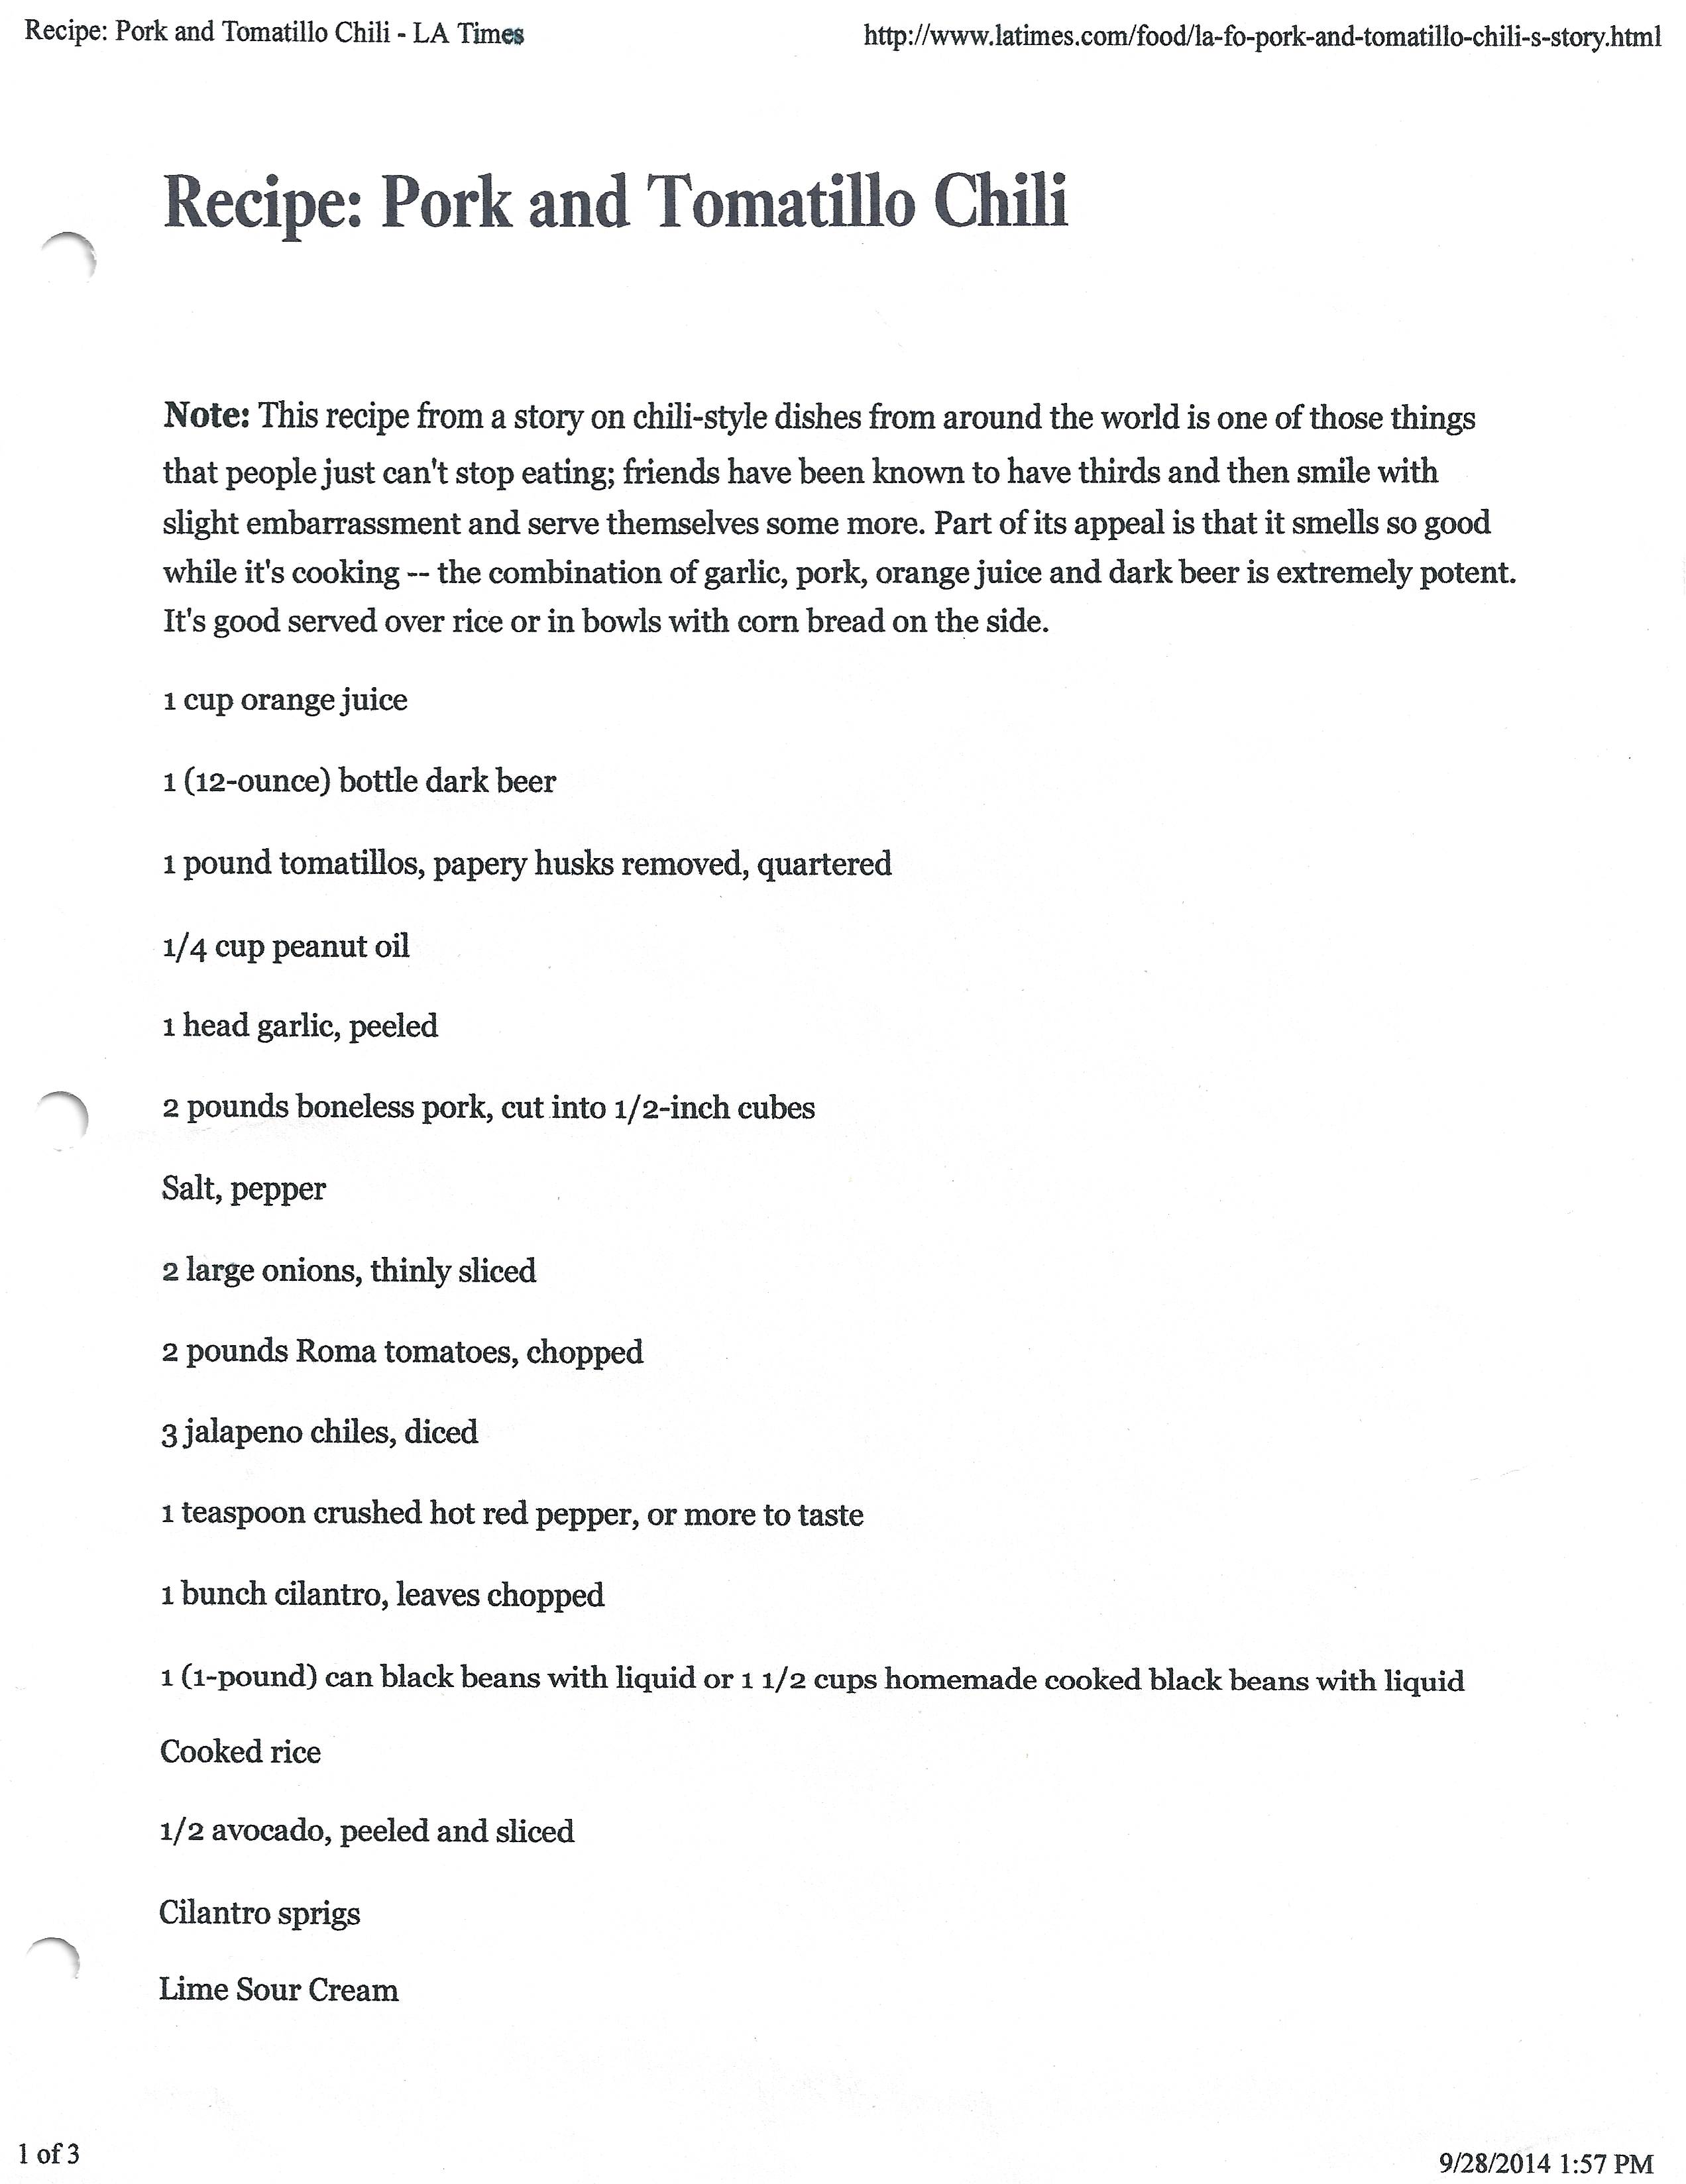 Recipe: Pork and Tomatillo Chili - LA Times
http://www.latimes.com/food/la-fo-pork-and-tomatillo-chili-s-story.html
Recipe: Pork and Tomatillo Chili
Note: This recipe from a story on chili-style dishes from around the world is one of those things
that people just can't stop eating; friends have been known to have thirds and then smile with
slight embarrassment and serve themselves some more. Part of its appeal is that it smells so good
while it's cooking -- the combination of garlic, pork, orange juice and dark beer is extremely potent.
It's good served over rice or in bowls with corn bread on the side.
1 cup orange juice
1 (12-ounce) bottle dark beer
1 pound tomatillos, papery husks removed, quartered
1/4 cup peanut oil
1 head garlic, peeled
2 pounds boneless pork, cut into 1/2-inch cubes
Salt, pepper
2 large onions, thinly sliced
2 pounds Roma tomatoes, chopped
3 jalapeno chiles, diced
1 teaspoon crushed hot red pepper, or more to taste
1 bunch cilantro, leaves chopped
1 (1-pound) can black beans with liquid or 1 1/2 cups homemade cooked black beans with liquid
Cooked rice
1/2 avocado, peeled and sliced
Cilantro sprigs
Lime Sour Cream
1 of 3
9/28/2014 1:57 PM